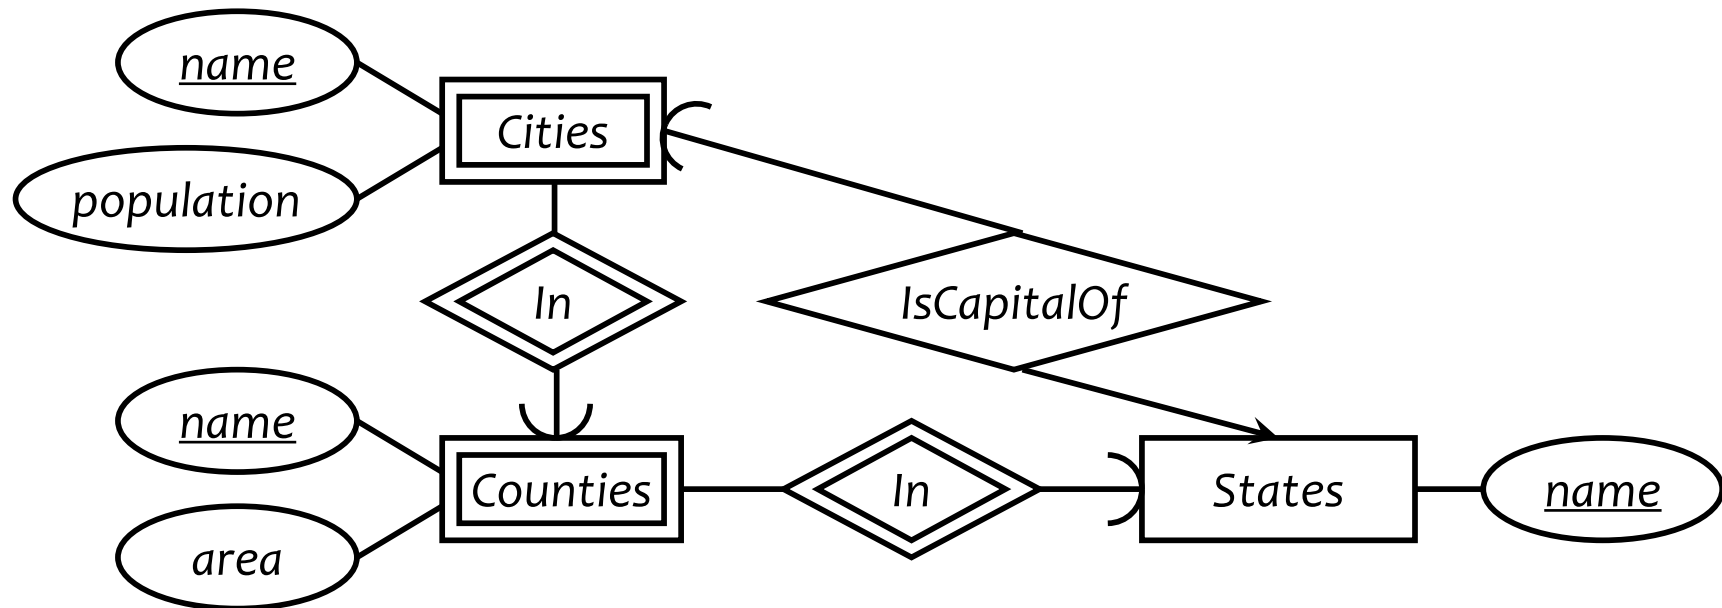 name
Cities
population
In
IsCapitalOf
name
Counties
In
States
name
area